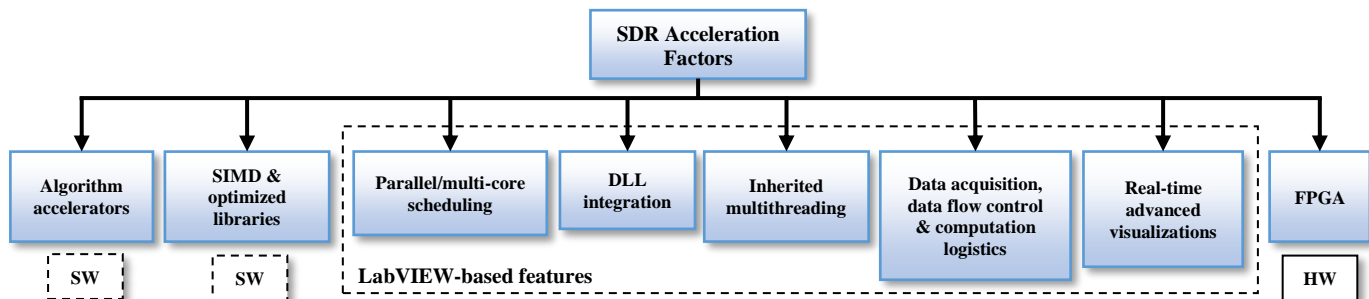 SDR Acceleration
Factors
Algorithm
accelerators
SIMD &
optimized
libraries
Parallel/multi-core
scheduling
DLL
integration
Inherited
multithreading
Data acquisition,
data flow control
& computation
logistics
Real-time
advanced
visualizations
FPGA
SW
SW
LabVIEW-based features
HW